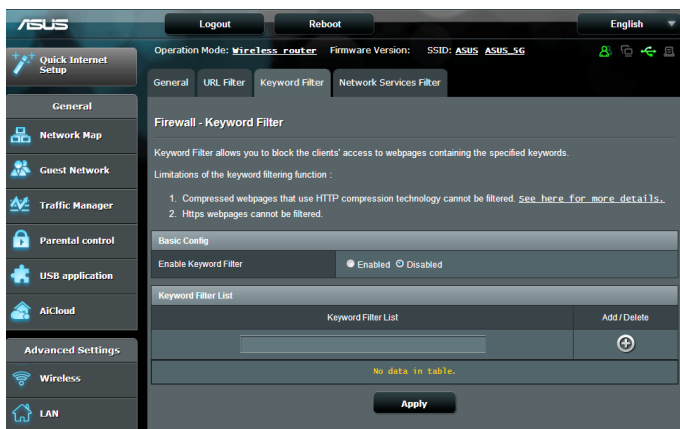 ASUS
Logout
Reboot
English
Quick Internet
Setup
Operation Mode: Wireless router Firmware Version: SSID: ASUS ASUS_5G
General
URL Filter
Keyword Filter
Network Services Filter
General
Network Map
Guest Network
Traffic Manager
Parental control
USB application
AiCloud
Advanced Settings
Wireless
LAN
Firewall - Keyword Filter
Keyword Filter allows you to block the clients' access to webpages containing the specified keywords.
Limitations of the keyword filtering function :
1. Compressed webpages that use HTTP compression technology cannot be filtered. See here for more details.
2. Https webpages cannot be filtered.
Basic Config
Enable Keyword Filter
Enabled Disabled
Keyword Filter List
Keyword Filter List
Add / Delete
No data in table.
Apply